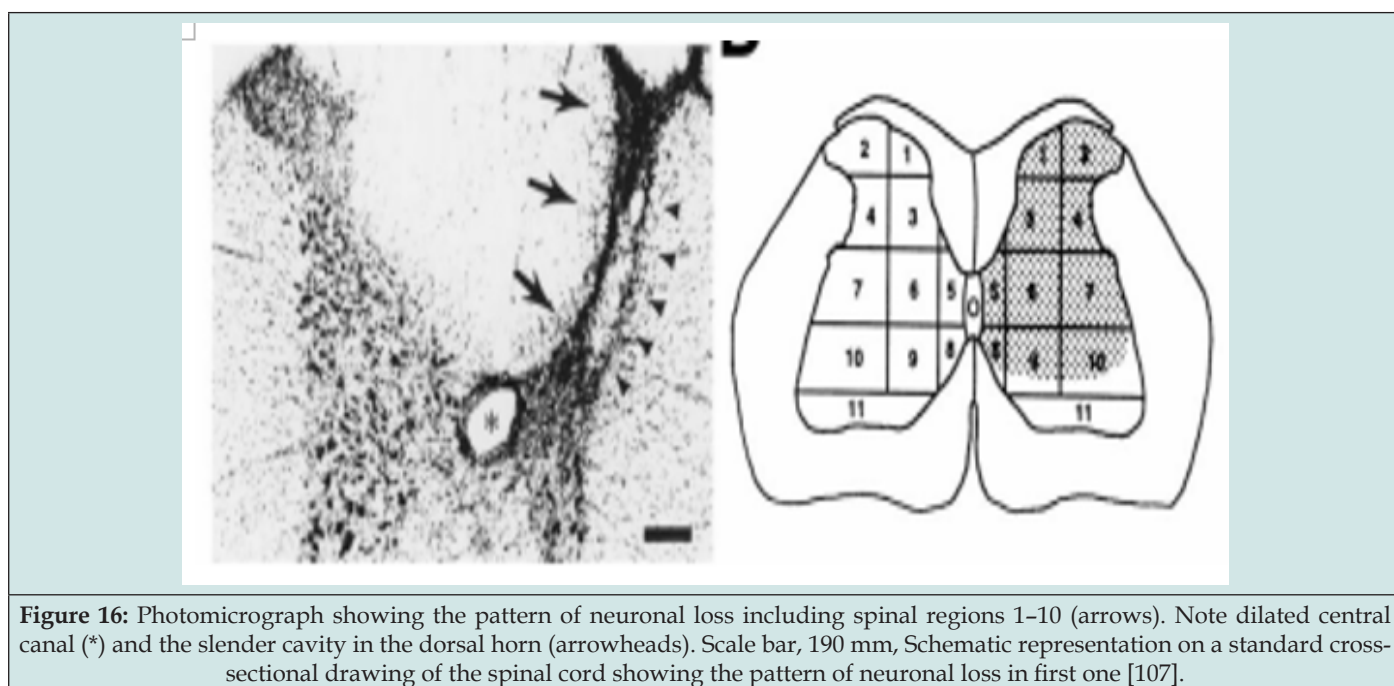 2 1 1
4 3 3 4
7 6 5 5 6 7
*
10 9 8 8 9 10
11 11
Figure 16: Photomicrograph showing the pattern of neuronal loss including spinal regions 1–10 (arrows). Note dilated central
canal (*) and the slender cavity in the dorsal horn (arrowheads). Scale bar, 190 mm, Schematic representation on a standard cross-
sectional drawing of the spinal cord showing the pattern of neuronal loss in first one [107].